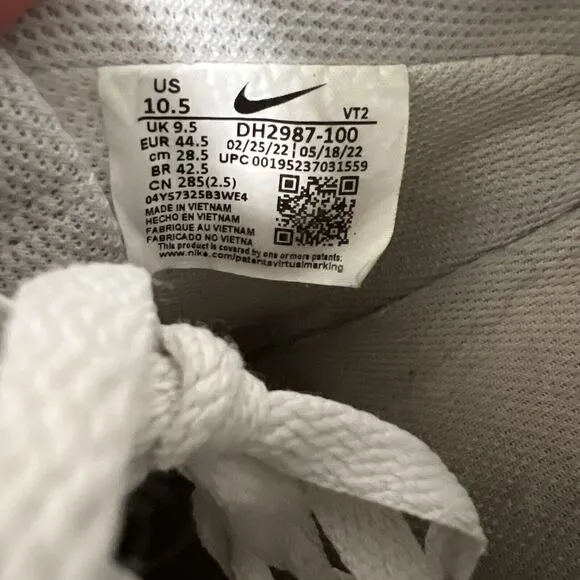 US
10.5
VT2
UK 9.5
EUR 44.5
cm 28.5
BR 42.5
CN 285(2.5)
DH2987-100
02/25/22 | 05/18/22
UPC 00195237031559
04Y57325B3WE4
MADE IN VIETNAM
HECHO EN VIETNAM
FABRIQUE AU VIETNAM
FABRICADO NO VIETNA
This product is covered by one or more patents:
www.nike.com/patentsvirtualmarking